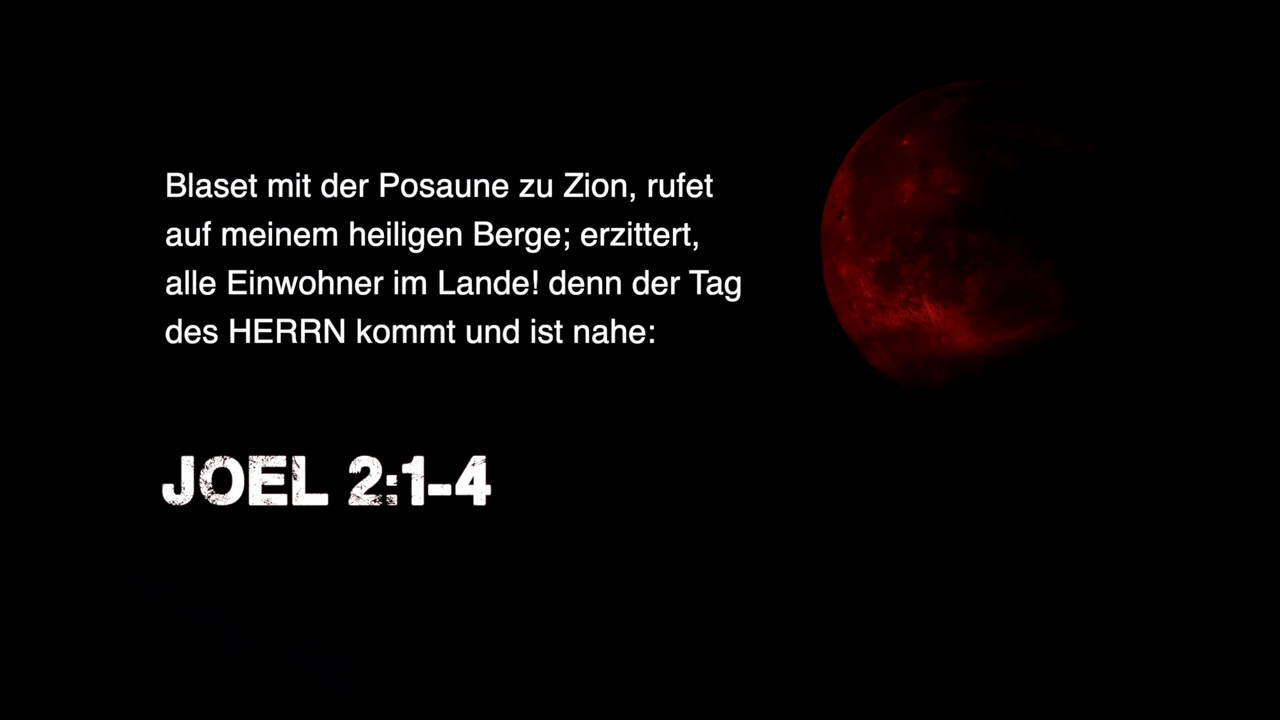 Blaset mit der Posaune zu Zion, rufet
auf meinem heiligen Berge; erzittert,
alle Einwohner im Lande! denn der Tag
des HERRN kommt und ist nahe:
JOEL 2:1-4